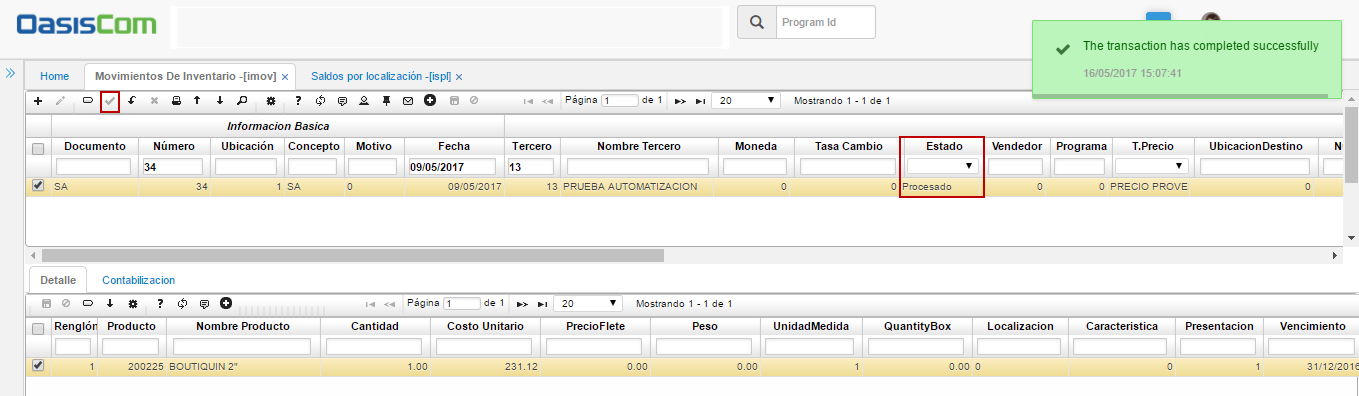 OasisCom
Program Id
The transaction has completed successfully
16/05/2017 15:07:41
Home Movimientos De Inventario -[imov] × Saldos por localización -[ispl] ×
Página 1 de 1 20 Mostrando 1 - 1 de 1
Informacion Basica
Documento Número Ubicación Concepto Motivo Fecha Tercero Nombre Tercero Moneda Tasa Cambio Estado Vendedor Programa T.Precio UbicacionDestino
34 09/05/2017 13
SA 34 1 SA 0 09/05/2017 13 PRUEBA AUTOMATIZACION 0 0 Procesado 0 0 PRECIO PROVE 0
Detalle Contabilizacion
Página 1 de 1 20 Mostrando 1 - 1 de 1
Renglón Producto Nombre Producto Cantidad Costo Unitario PrecioFlete Peso UnidadMedida QuantityBox Localizacion Caracteristica Presentacion Vencimiento
1 200225 BOUTIQUIN 2" 1.00 231.12 0.00 0.00 1 0.00 0 0 1 31/12/2016